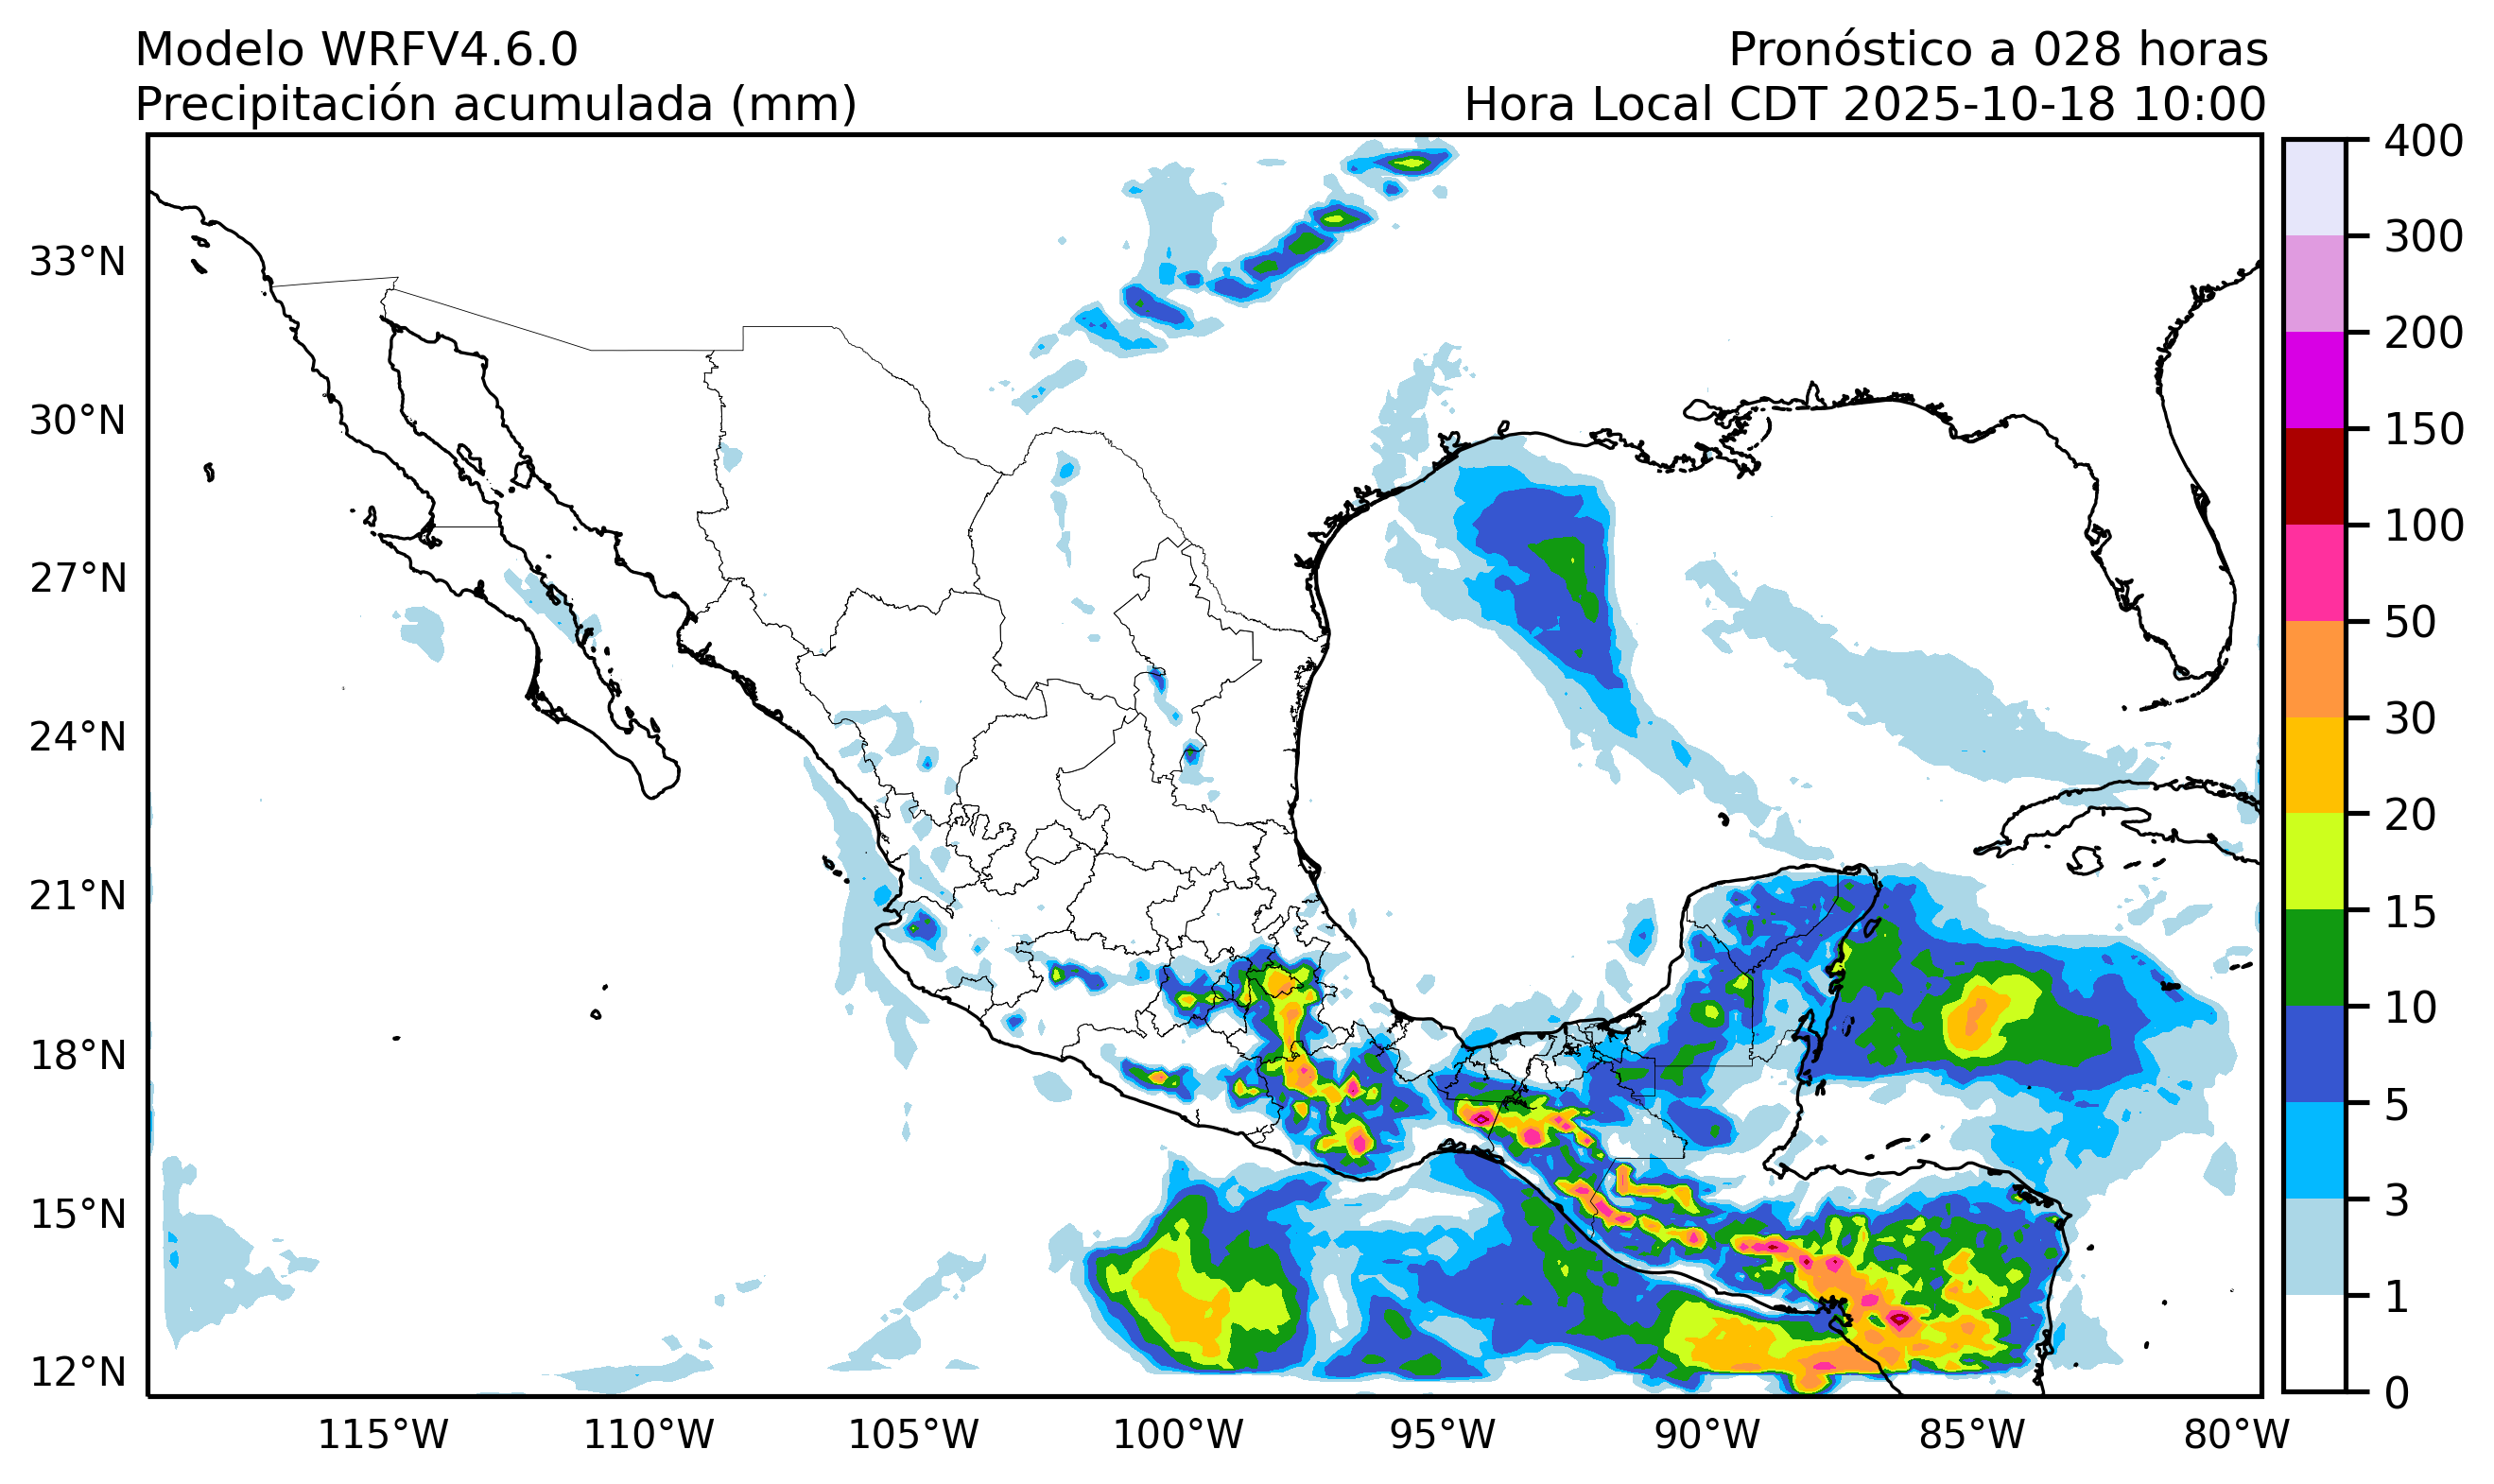 Modelo WRFV4.6.0
Pronóstico a 028 horas
Precipitación acumulada (mm)
Hora Local CDT 2025-10-18 10:00
33°N
30°N
27°N
24°N
21°N
18°N
15°N
12°N
115°W
110°W
105°W
100°W
95°W
90°W
85°W
80°W
400
300
200
150
100
50
30
20
15
10
5
3
1
0